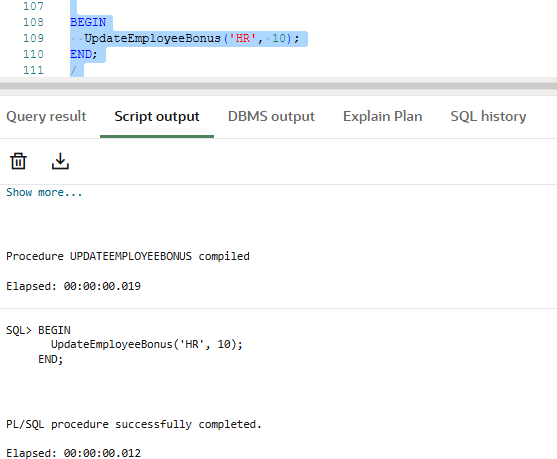 107
108 BEGIN
109 UpdateEmployeeBonus('HR', 10);
110 END;
111 /
Query result Script output DBMS output Explain Plan SQL history
Show more...
Procedure UPDATEEMPLOYEEBONUS compiled
Elapsed: 00:00:00.019
SQL> BEGIN
UpdateEmployeeBonus('HR', 10);
END;
PL/SQL procedure successfully completed.
Elapsed: 00:00:00.012